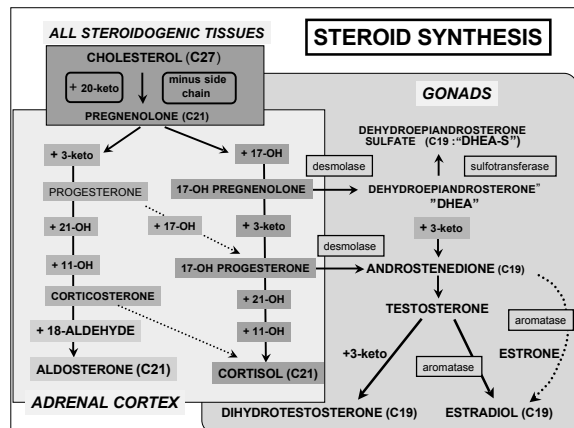 ALL STEROIDOGENIC TISSUES
STEROID SYNTHESIS
CHOLESTEROL (C27)
+ 20-keto
minus side
chain
PREGNENOLONE (C21)
GONADS
DEHYDROEPIANDROSTERONE
SULFATE (C19 :"DHEA-S")
+ 3-keto
+ 17-OH
desmolase
sulfotransferase
PROGESTERONE
17-OH PREGNENOLONE
DEHYDROEPIANDROSTERONE"
"DHEA"
+ 21-OH
+ 17-OH
+ 3-keto
desmolase
+ 3-keto
+ 11-OH
17-OH PROGESTERONE
ANDROSTENEDIONE (C19)
CORTICOSTERONE
+ 21-OH
TESTOSTERONE
+ 18-ALDEHYDE
+ 11-OH
aromatase
+3-keto
aromatase
ESTRONE
ALDOSTERONE (C21)
CORTISOL (C21)
ADRENAL CORTEX
DIHYDROTESTOSTERONE (C19)
ESTRADIOL (C19)